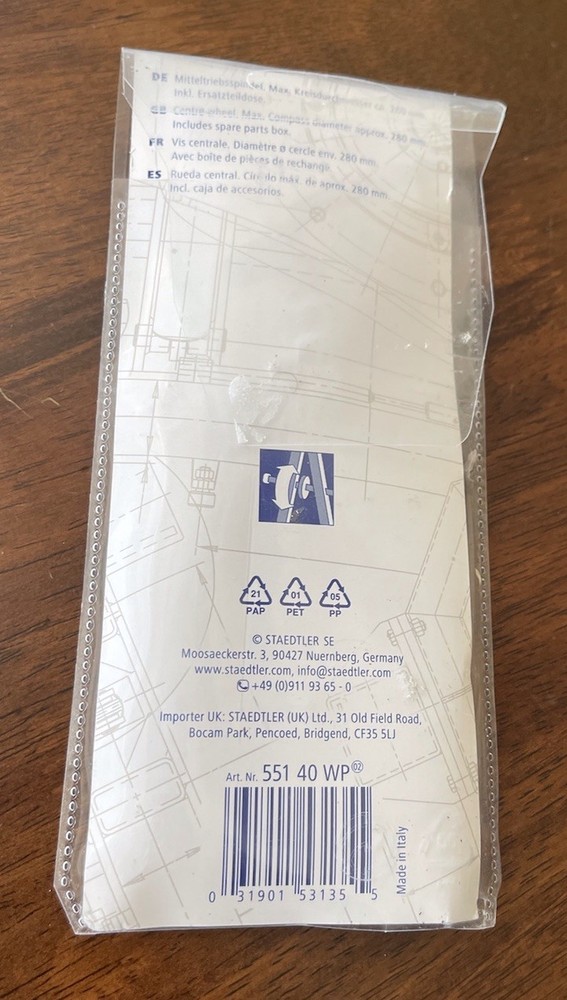 DE Mitteltriebsspindel, Max. Kreisdurchmesser ca. 280 mm.
Inkl. Ersatzteildose.
GB Centre wheel, Max. Compass diameter approx. 280 mm.
Includes spare parts box.
FR Vis centrale, Diamètre ø cercle env. 280 mm.
Avec boîte de pièces de rechange.
ES Rueda central. Círculo máx. de aprox. 280 mm.
Incl. caja de accesorios.
21 01 05
PAP PET PP
© STAEDTLER SE
Moosaeckerstr. 3, 90427 Nuernberg, Germany
www.staedtler.com, info@staedtler.com
+49 (0)911 93 65 - 0
Importer UK: STAEDTLER (UK) Ltd., 31 Old Field Road,
Bocam Park, Pencoed, Bridgend, CF35 5LJ
Art. Nr. 551 40 WP 02
Made in Italy
0 31901 53135 5